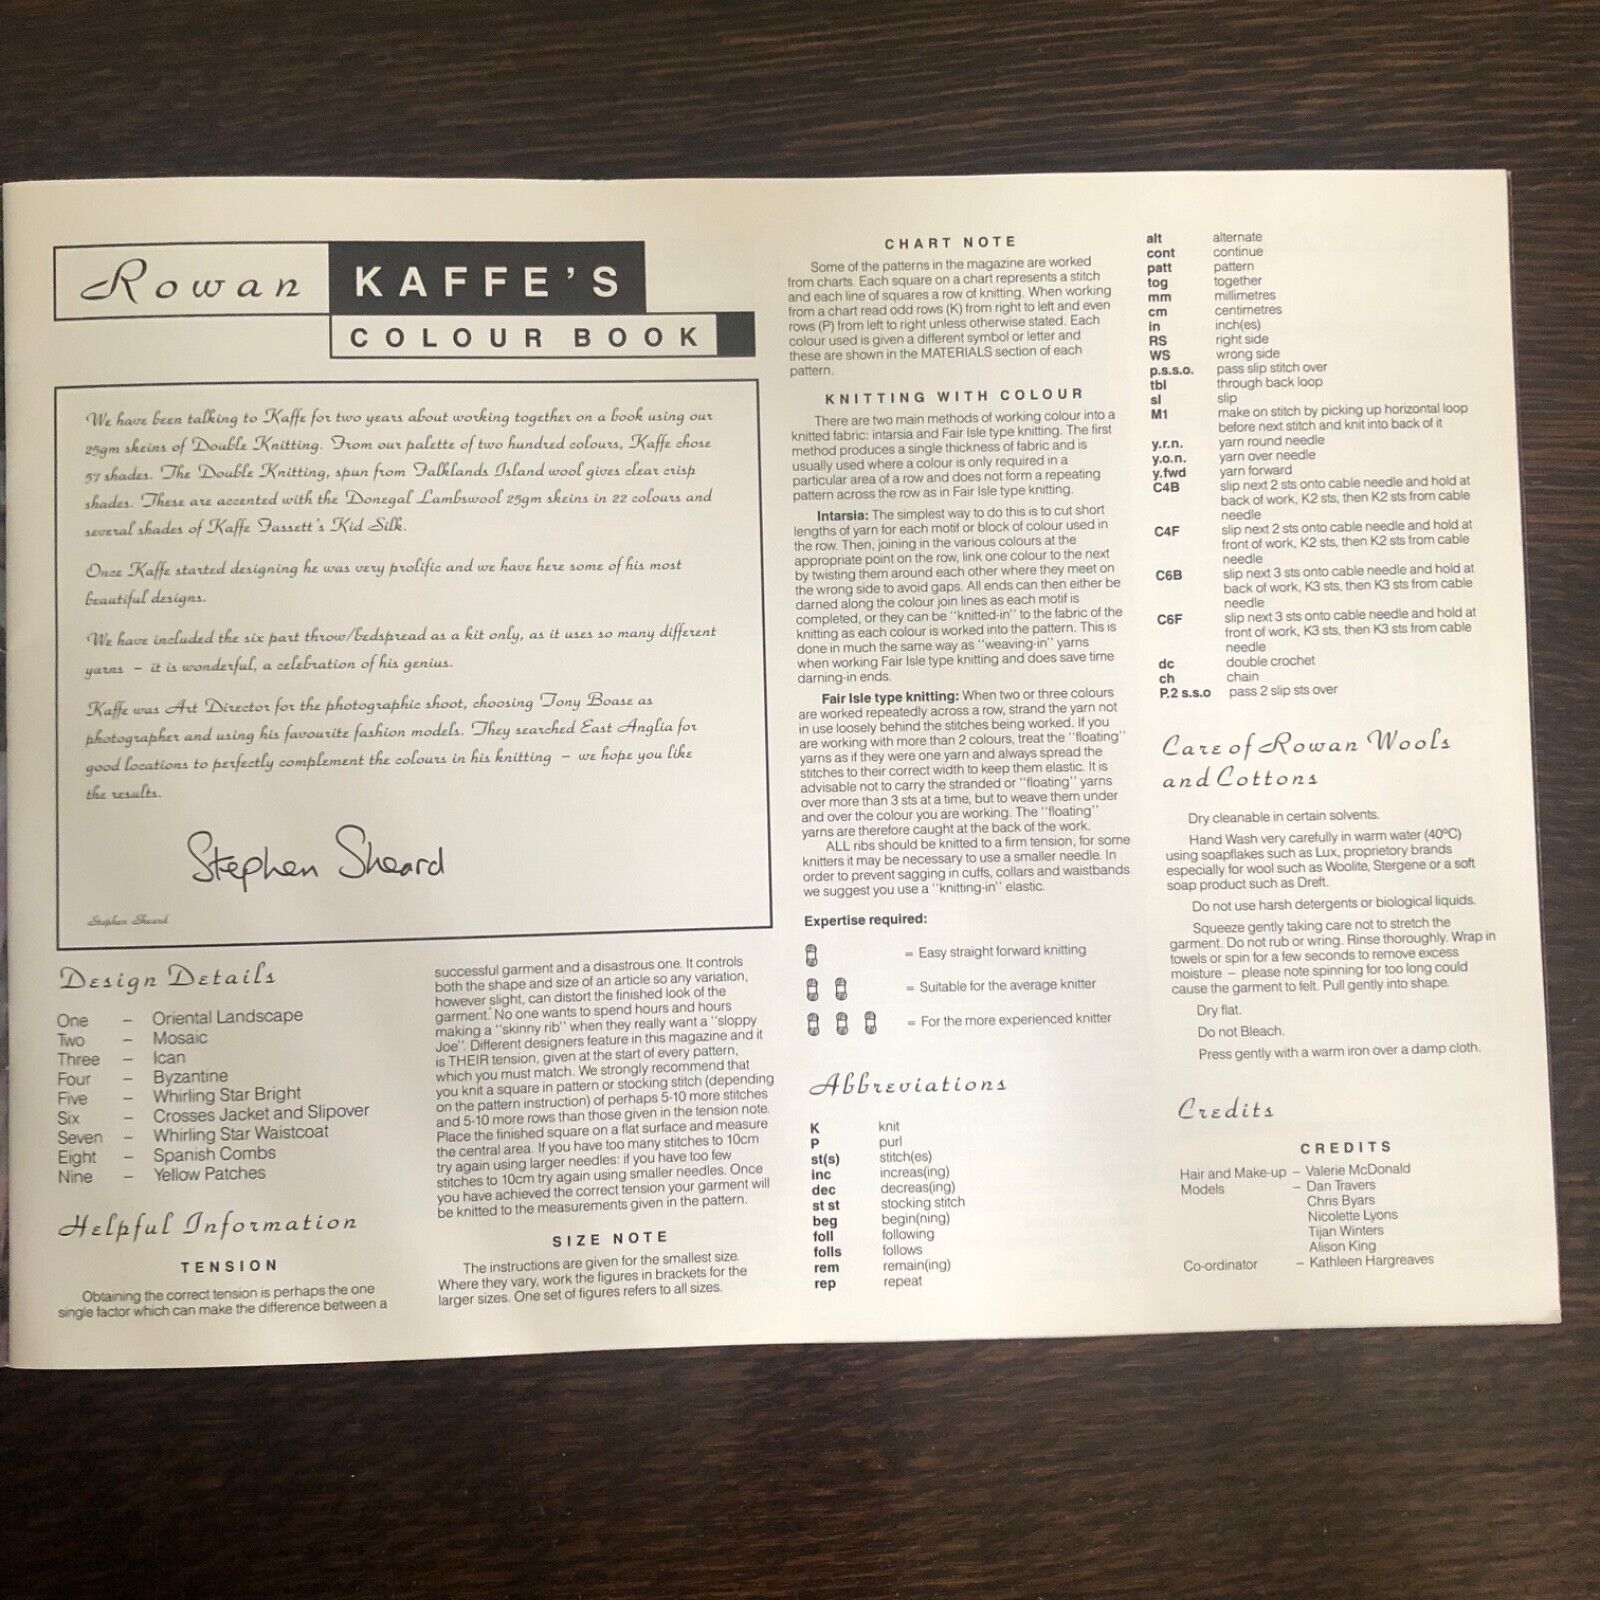 Rowan KAFFE'S
COLOUR BOOK
We have been talking to Kaffe for two years about working together on a book using our
25gm skeins of Double Knitting. From our palette of two hundred colours, Kaffe chose
57 shades. The Double Knitting, spun from Falklands Island wool gives clear crisp
shades. These are accented with the Donegal Lambswool 25gm skeins in 22 colours and
several shades of Kaffe Fassett's Kid Silk.
Once Kaffe started designing he was very prolific and we have here some of his most
beautiful designs.
We have included the six part throw/bedspread as a kit only, as it uses so many different
yarns – it is wonderful, a celebration of his genius.
Kaffe was Art Director for the photographic shoot, choosing Tony Boase as
photographer and using his favourite fashion models. They searched East Anglia for
good locations to perfectly complement the colours in his knitting – we hope you like
the results.
Stephen Sheard
Stephen Sheard
Design Details
One – Oriental Landscape
Two – Mosaic
Three – Ican
Four – Byzantine
Five – Whirling Star Bright
Six – Crosses Jacket and Slipover
Seven – Whirling Star Waistcoat
Eight – Spanish Combs
Nine – Yellow Patches
Helpful Information
TENSION
Obtaining the correct tension is perhaps the one
single factor which can make the difference between a
successful garment and a disastrous one. It controls
both the shape and size of an article so any variation,
however slight, can distort the finished look of the
garment. No one wants to spend hours and hours
making a "skinny rib" when they really want a "sloppy
Joe". Different designers feature in this magazine and it
is THEIR tension, given at the start of every pattern,
which you must match. We strongly recommend that
you knit a square in pattern or stocking stitch (depending
on the pattern instruction) of perhaps 5-10 more stitches
and 5-10 more rows than those given in the tension note.
Place the finished square on a flat surface and measure
the central area. If you have too many stitches to 10cm
try again using larger needles: if you have too few
stitches to 10cm try again using smaller needles. Once
you have achieved the correct tension your garment will
be knitted to the measurements given in the pattern.
SIZE NOTE
The instructions are given for the smallest size.
Where they vary, work the figures in brackets for the
larger sizes. One set of figures refers to all sizes.
CHART NOTE
Some of the patterns in the magazine are worked
from charts. Each square on a chart represents a stitch
and each line of squares a row of knitting. When working
from a chart read odd rows (K) from right to left and even
rows (P) from left to right unless otherwise stated. Each
colour used is given a different symbol or letter and
these are shown in the MATERIALS section of each
pattern.
KNITTING WITH COLOUR
There are two main methods of working colour into a
knitted fabric: intarsia and Fair Isle type knitting. The first
method produces a single thickness of fabric and is
usually used where a colour is only required in a
particular area of a row and does not form a repeating
pattern across the row as in Fair Isle type knitting.
Intarsia: The simplest way to do this is to cut short
lengths of yarn for each motif or block of colour used in
the row. Then, joining in the various colours at the
appropriate point on the row, link one colour to the next
by twisting them around each other where they meet on
the wrong side to avoid gaps. All ends can then either be
darned along the colour join lines as each motif is
completed, or they can be "knitted-in" to the fabric of the
knitting as each colour is worked into the pattern. This is
done in much the same way as "weaving-in" yarns
when working Fair Isle type knitting and does save time
darning-in ends.
Fair Isle type knitting: When two or three colours
are worked repeatedly across a row, strand the yarn not
in use loosely behind the stitches being worked. If you
are working with more than 2 colours, treat the "floating"
yarns as if they were one yarn and always spread the
stitches to their correct width to keep them elastic. It is
advisable not to carry the stranded or "floating" yarns
over more than 3 sts at a time, but to weave them under
and over the colour you are working. The "floating"
yarns are therefore caught at the back of the work.
ALL ribs should be knitted to a firm tension, for some
knitters it may be necessary to use a smaller needle. In
order to prevent sagging in cuffs, collars and waistbands
we suggest you use a "knitting-in" elastic.
Expertise required:
= Easy straight forward knitting
= Suitable for the average knitter
= For the more experienced knitter
Abbreviations
K knit
P purl
st(s) stitch(es)
inc increas(ing)
dec decreas(ing)
st st stocking stitch
beg begin(ning)
foll following
folls follows
rem remain(ing)
rep repeat
alt alternate
cont continue
patt pattern
tog together
mm millimetres
cm centimetres
in inch(es)
RS right side
WS wrong side
p.s.s.o. pass slip stitch over
tbl through back loop
sl slip
M1 make on stitch by picking up horizontal loop
before next stitch and knit into back of it
y.r.n. yarn round needle
y.o.n. yarn over needle
y.fwd yarn forward
C4B slip next 2 sts onto cable needle and hold at
back of work, K2 sts, then K2 sts from cable
needle
C4F slip next 2 sts onto cable needle and hold at
front of work, K2 sts, then K2 sts from cable
needle
C6B slip next 3 sts onto cable needle and hold at
back of work, K3 sts, then K3 sts from cable
needle
C6F slip next 3 sts onto cable needle and hold at
front of work, K3 sts, then K3 sts from cable
needle
dc double crochet
ch chain
P.2 s.s.o pass 2 slip sts over
Care of Rowan Wools
and Cottons
Dry cleanable in certain solvents.
Hand Wash very carefully in warm water (40ºC)
using soapflakes such as Lux, proprietory brands
especially for wool such as Woolite, Stergene or a soft
soap product such as Dreft.
Do not use harsh detergents or biological liquids.
Squeeze gently taking care not to stretch the
garment. Do not rub or wring. Rinse thoroughly. Wrap in
towels or spin for a few seconds to remove excess
moisture – please note spinning for too long could
cause the garment to felt. Pull gently into shape.
Dry flat.
Do not Bleach.
Press gently with a warm iron over a damp cloth.
Credits
CREDITS
Hair and Make-up – Valerie McDonald
Models – Dan Travers
Chris Byars
Nicolette Lyons
Tijan Winters
Alison King
Co-ordinator – Kathleen Hargreaves